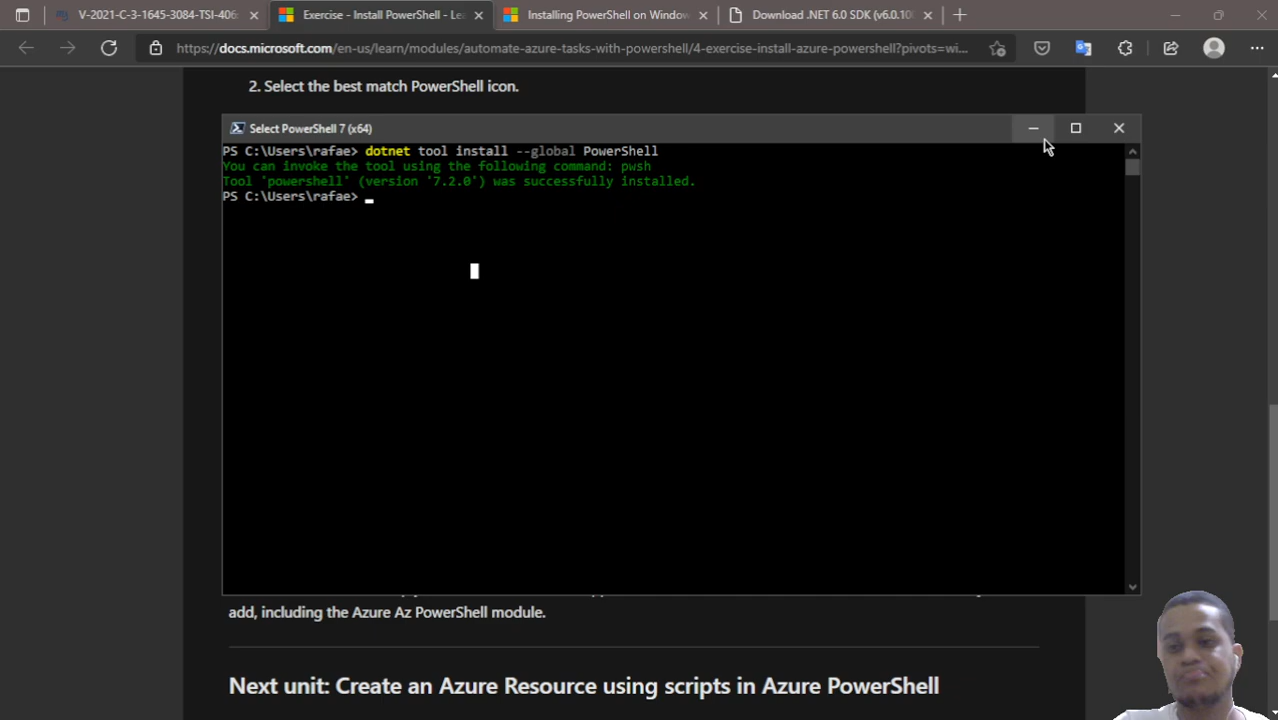 V-2021-C-3-1645-3084-TSI-406
Exercise - Install PowerShell - Lea
Installing PowerShell on Window
Download .NET 6.0 SDK (v6.0.10
https://docs.microsoft.com/en-us/learn/modules/automate-azure-tasks-with-powershell/4-exercise-install-azure-powershell?pivots=wi...
2. Select the best match PowerShell icon.
Select PowerShell 7 (x64)
PS C:\Users\rafae> dotnet tool install --global PowerShell
You can invoke the tool using the following command: pwsh
Tool 'powershell' (version '7.2.0') was successfully installed.
PS C:\Users\rafae>
add, including the Azure Az PowerShell module.
Next unit: Create an Azure Resource using scripts in Azure PowerShell